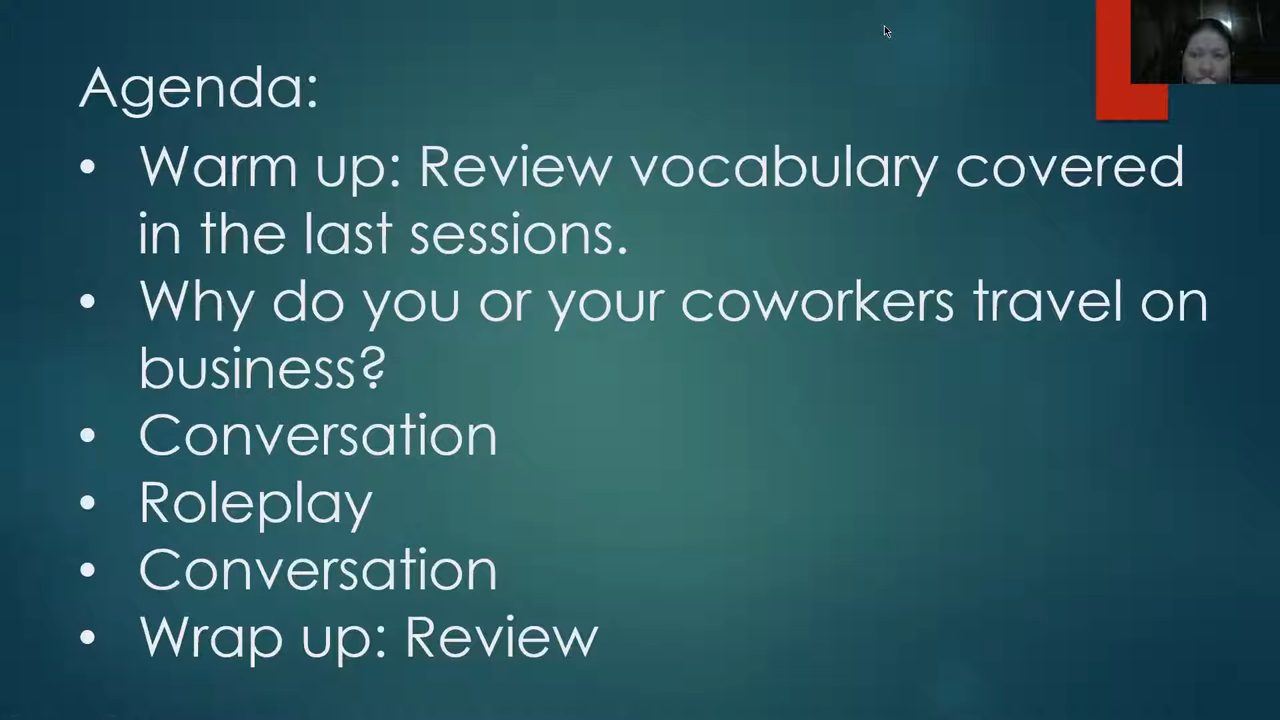 Agenda:
• Warm up: Review vocabulary covered
in the last sessions.
• Why do you or your coworkers travel on
business?
• Conversation
• Roleplay
• Conversation
• Wrap up: Review